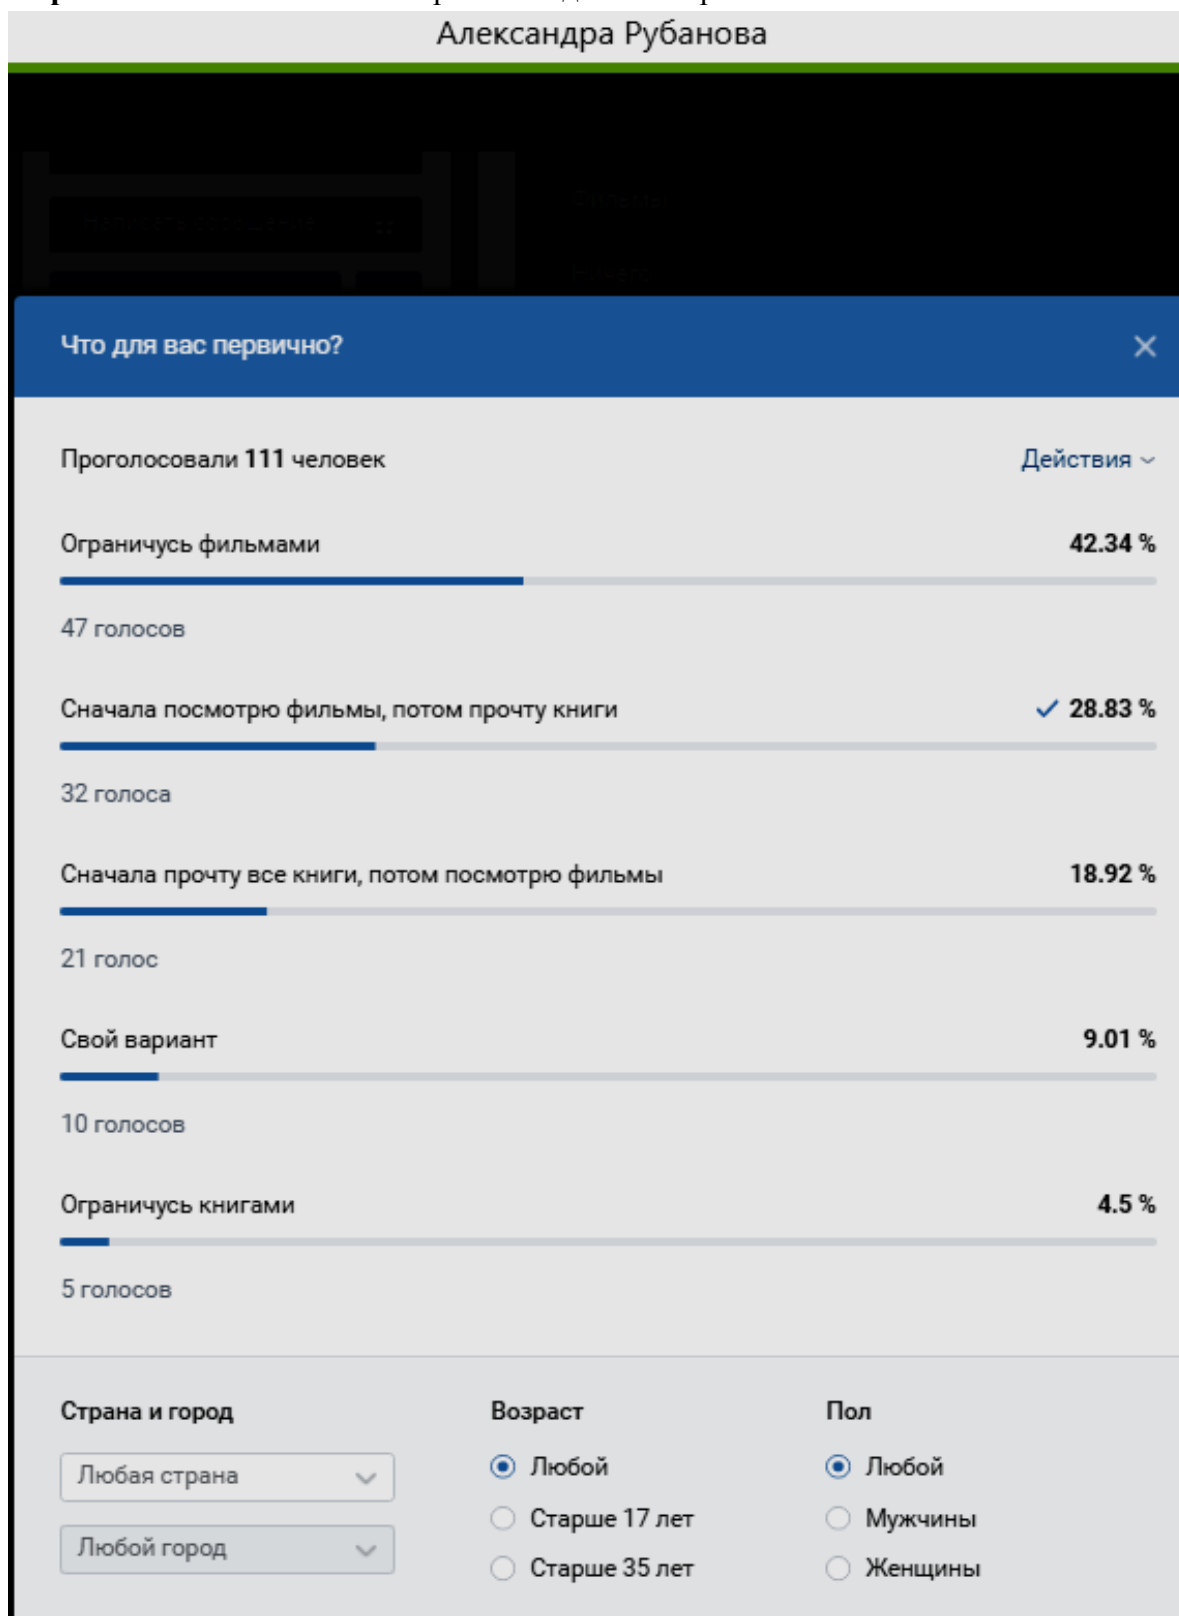 Александра Рубанова
Что для вас первично?
Проголосовали 111 человек
Действия
Ограничусь фильмами
42.34 %
47 голосов
Сначала посмотрю фильмы, потом прочту книги
28.83 %
32 голоса
Сначала прочту все книги, потом посмотрю фильмы
18.92 %
21 голос
Свой вариант
9.01 %
10 голосов
Ограничусь книгами
4.5 %
5 голосов
Страна и город
Возраст
Пол
Любая страна
Любой
Любой
Старше 17 лет
Мужчины
Любой город
Старше 35 лет
Женщины